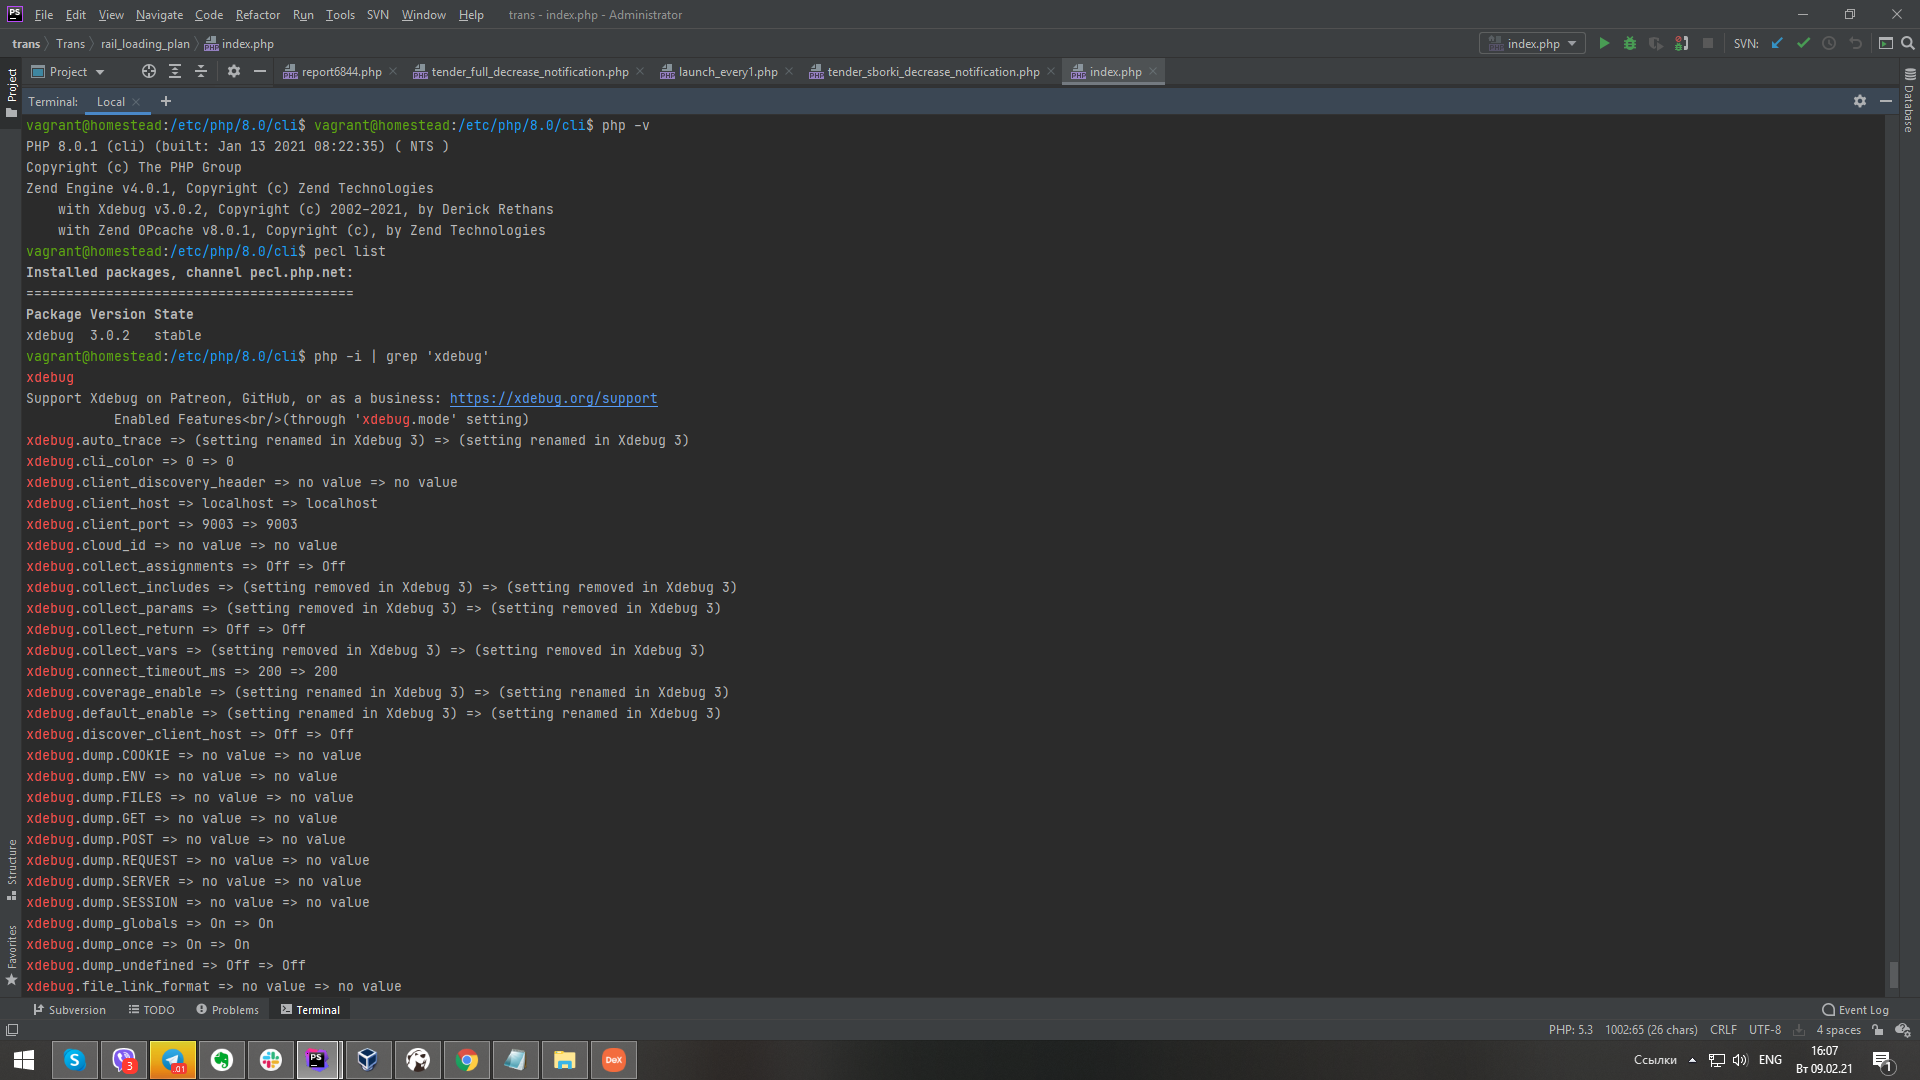 PS File Edit View Navigate Code Refactor Run Tools SVN Window Help trans - index.php - Administrator
trans Trans rail_loading_plan index.php index.php SVN:
Project report6844.php tender_full_decrease_notification.php launch_every1.php tender_sborki_decrease_notification.php index.php
Project
Database
Terminal: Local +
vagrant@homestead:/etc/php/8.0/cli$ vagrant@homestead:/etc/php/8.0/cli$ php -v
PHP 8.0.1 (cli) (built: Jan 13 2021 08:22:35) ( NTS )
Copyright (c) The PHP Group
Zend Engine v4.0.1, Copyright (c) Zend Technologies
    with Xdebug v3.0.2, Copyright (c) 2002-2021, by Derick Rethans
    with Zend OPcache v8.0.1, Copyright (c), by Zend Technologies
vagrant@homestead:/etc/php/8.0/cli$ pecl list
Installed packages, channel pecl.php.net:
=========================================
Package Version State
xdebug  3.0.2   stable
vagrant@homestead:/etc/php/8.0/cli$ php -i | grep 'xdebug'
xdebug
Support Xdebug on Patreon, GitHub, or as a business: https://xdebug.org/support
           Enabled Features<br/>(through 'xdebug.mode' setting)
xdebug.auto_trace => (setting renamed in Xdebug 3) => (setting renamed in Xdebug 3)
xdebug.cli_color => 0 => 0
xdebug.client_discovery_header => no value => no value
xdebug.client_host => localhost => localhost
xdebug.client_port => 9003 => 9003
xdebug.cloud_id => no value => no value
xdebug.collect_assignments => Off => Off
xdebug.collect_includes => (setting removed in Xdebug 3) => (setting removed in Xdebug 3)
xdebug.collect_params => (setting removed in Xdebug 3) => (setting removed in Xdebug 3)
xdebug.collect_return => Off => Off
xdebug.collect_vars => (setting removed in Xdebug 3) => (setting removed in Xdebug 3)
xdebug.connect_timeout_ms => 200 => 200
xdebug.coverage_enable => (setting renamed in Xdebug 3) => (setting renamed in Xdebug 3)
xdebug.default_enable => (setting renamed in Xdebug 3) => (setting renamed in Xdebug 3)
xdebug.discover_client_host => Off => Off
xdebug.dump.COOKIE => no value => no value
xdebug.dump.ENV => no value => no value
xdebug.dump.FILES => no value => no value
xdebug.dump.GET => no value => no value
xdebug.dump.POST => no value => no value
xdebug.dump.REQUEST => no value => no value
xdebug.dump.SERVER => no value => no value
xdebug.dump.SESSION => no value => no value
xdebug.dump_globals => On => On
xdebug.dump_once => On => On
xdebug.dump_undefined => Off => Off
xdebug.file_link_format => no value => no value
Structure
Favorites
Subversion TODO Problems Terminal Event Log
PHP: 5.3 1002:65 (26 chars) CRLF UTF-8 4 spaces
3 ..01 PS DeX Ссылки ENG 16:07 1
Вт 09.02.21